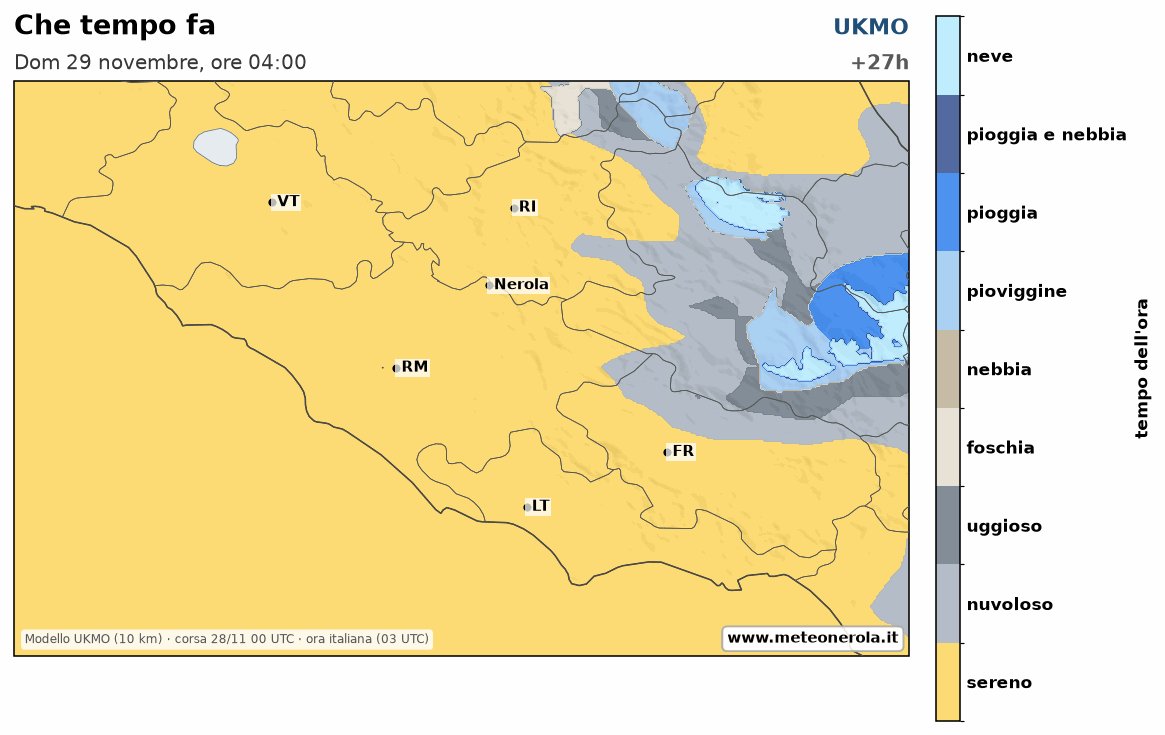 Che tempo fa
UKMO
Dom 29 novembre, ore 04:00
+27h
VT
RI
Nerola
RM
FR
LT
Modello UKMO (10 km) · corsa 28/11 00 UTC · ora italiana (03 UTC)
www.meteonerola.it
neve
pioggia e nebbia
pioggia
pioviggine
nebbia
foschia
uggioso
nuvoloso
sereno
tempo dell'ora